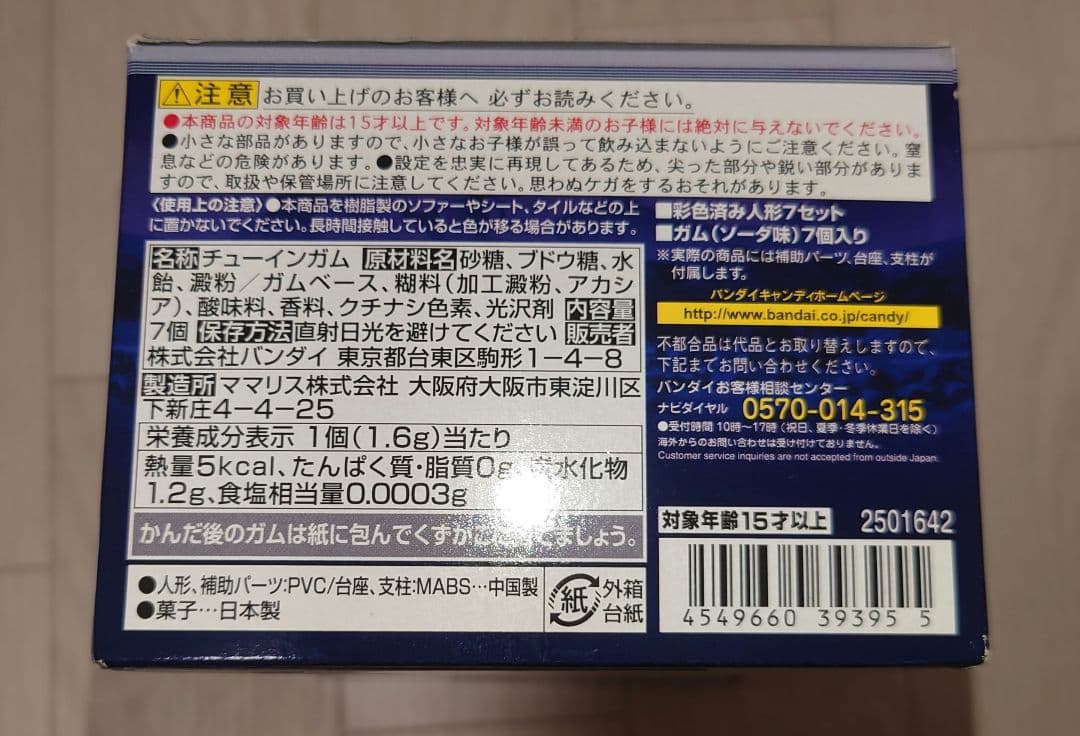 注意 お買い上げのお客様へ 必ずお読みください。
●本商品の対象年齢は15才以上です。対象年齢未満のお子様には絶対に与えないでください。
●小さな部品がありますので、小さなお子様が誤って飲み込まないようにご注意ください。窒
息などの危険があります。●設定を忠実に再現してあるため、尖った部分や鋭い部分がありま
すので、取扱や保管場所に注意してください。思わぬケガをするおそれがあります。
〈使用上の注意〉●本商品を樹脂製のソファーやシート、タイルなどの上
に置かないでください。長時間接触していると色が移る場合があります。
名称 チューインガム 原材料名 砂糖、ブドウ糖、水
飴、澱粉/ガムベース、糊料(加工澱粉、アカシ
ア)、酸味料、香料、クチナシ色素、光沢剤 内容量
7個 保存方法 直射日光を避けてください 販売者
株式会社バンダイ 東京都台東区駒形1-4-8
製造所 ママリス株式会社 大阪府大阪市東淀川区
下新庄4-4-25
栄養成分表示 1個(1.6g)当たり
熱量5kcal、たんぱく質・脂質0g、炭水化物
1.2g、食塩相当量0.0003g
かんだ後のガムは紙に包んでくずかごにすてましょう。
●人形、補助パーツ:PVC/台座、支柱:MABS…中国製
●菓子…日本製
紙 外箱
台紙
■彩色済み人形7セット
■ガム(ソーダ味)7個入り
※実際の商品には補助パーツ、台座、支柱が
付属します。
バンダイキャンディホームページ
http://www.bandai.co.jp/candy/
不都合品は代品とお取り替えしますので、
下記までお問い合わせください。
バンダイお客様相談センター
ナビダイヤル 0570-014-315
●受付時間 10時~17時(祝日、夏季・冬季休業日を除く)
海外からのお問い合わせは受け付けておりません。
Customer service inquiries are not accepted from outside Japan.
対象年齢15才以上 2501642
4549660 39395 5